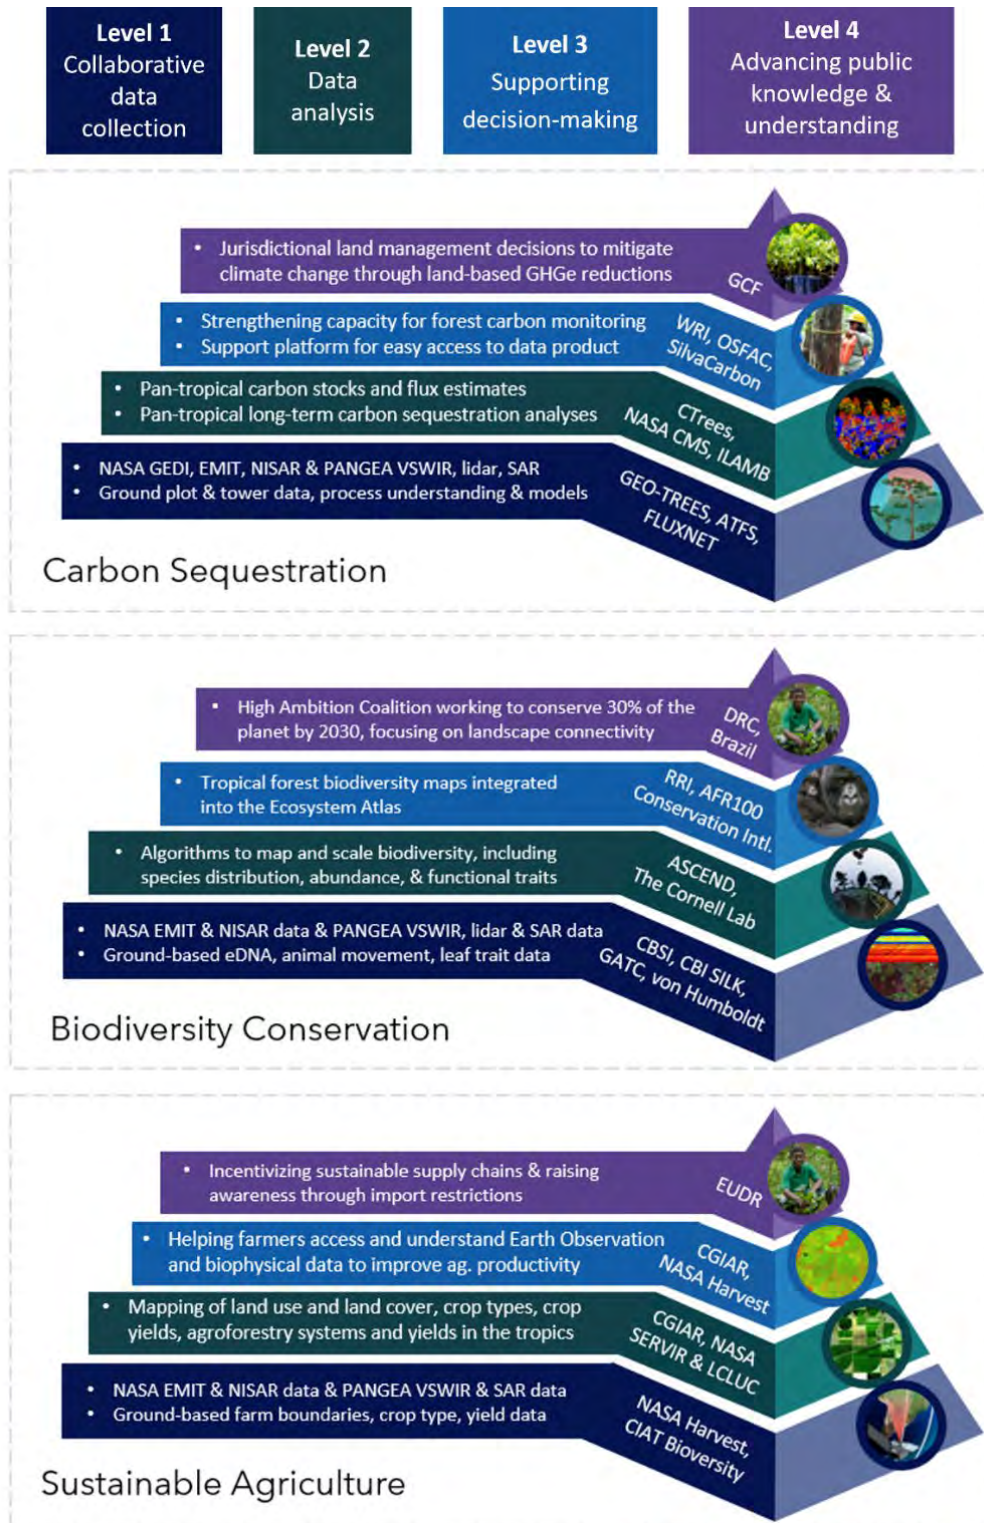 Level 1
Collaborative
data
collection
Level 2
Data
analysis
Level 3
Supporting
decision-making
Level 4
Advancing public
knowledge &
understanding
• Jurisdictional land management decisions to mitigate
climate change through land-based GHGe reductions
GCF
• Strengthening capacity for forest carbon monitoring
• Support platform for easy access to data product
WRI, OSFAC,
SilvaCarbon
• Pan-tropical carbon stocks and flux estimates
• Pan-tropical long-term carbon sequestration analyses
CTrees,
NASA CMS, ILAMB
• NASA GEDI, EMIT, NISAR & PANGEA VSWIR, lidar, SAR
• Ground plot & tower data, process understanding & models
GEO-TREES, ATFS,
FLUXNET
Carbon Sequestration
• High Ambition Coalition working to conserve 30% of the
planet by 2030, focusing on landscape connectivity
DRC,
Brazil
• Tropical forest biodiversity maps integrated
into the Ecosystem Atlas
RRI, AFR100
Conservation Intl.
• Algorithms to map and scale biodiversity, including
species distribution, abundance, & functional traits
ASCEND,
The Cornell Lab
• NASA EMIT & NISAR data & PANGEA VSWIR, lidar & SAR data
• Ground-based eDNA, animal movement, leaf trait data
CBSI, CBI SILK,
GATC, von Humboldt
Biodiversity Conservation
• Incentivizing sustainable supply chains & raising
awareness through import restrictions
EUDR
• Helping farmers access and understand Earth Observation
and biophysical data to improve ag. productivity
CGIAR,
NASA Harvest
• Mapping of land use and land cover, crop types, crop
yields, agroforestry systems and yields in the tropics
CGIAR, NASA
SERVIR & LCLUC
• NASA EMIT & NISAR data & PANGEA VSWIR & SAR data
• Ground-based farm boundaries, crop type, yield data
NASA Harvest,
CIAT Bioversity
Sustainable Agriculture